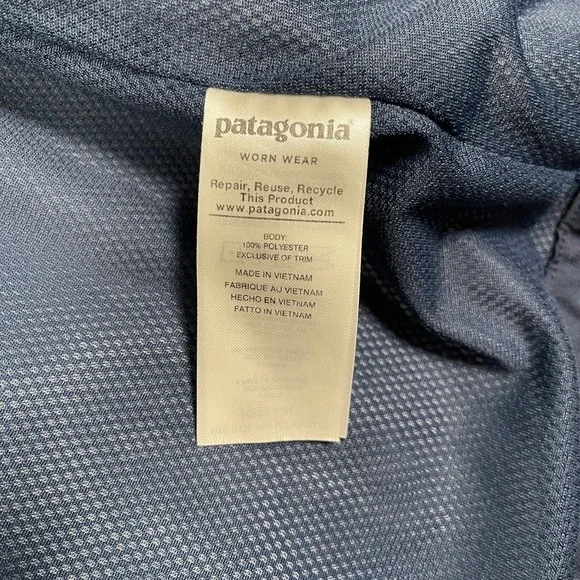 patagonia®
WORN WEAR
Repair, Reuse, Recycle
This Product
www.patagonia.com
BODY:
100% POLYESTER
EXCLUSIVE OF TRIM
MADE IN VIETNAM
FABRIQUE AU VIETNAM
HECHO EN VIETNAM
FATTO IN VIETNAM